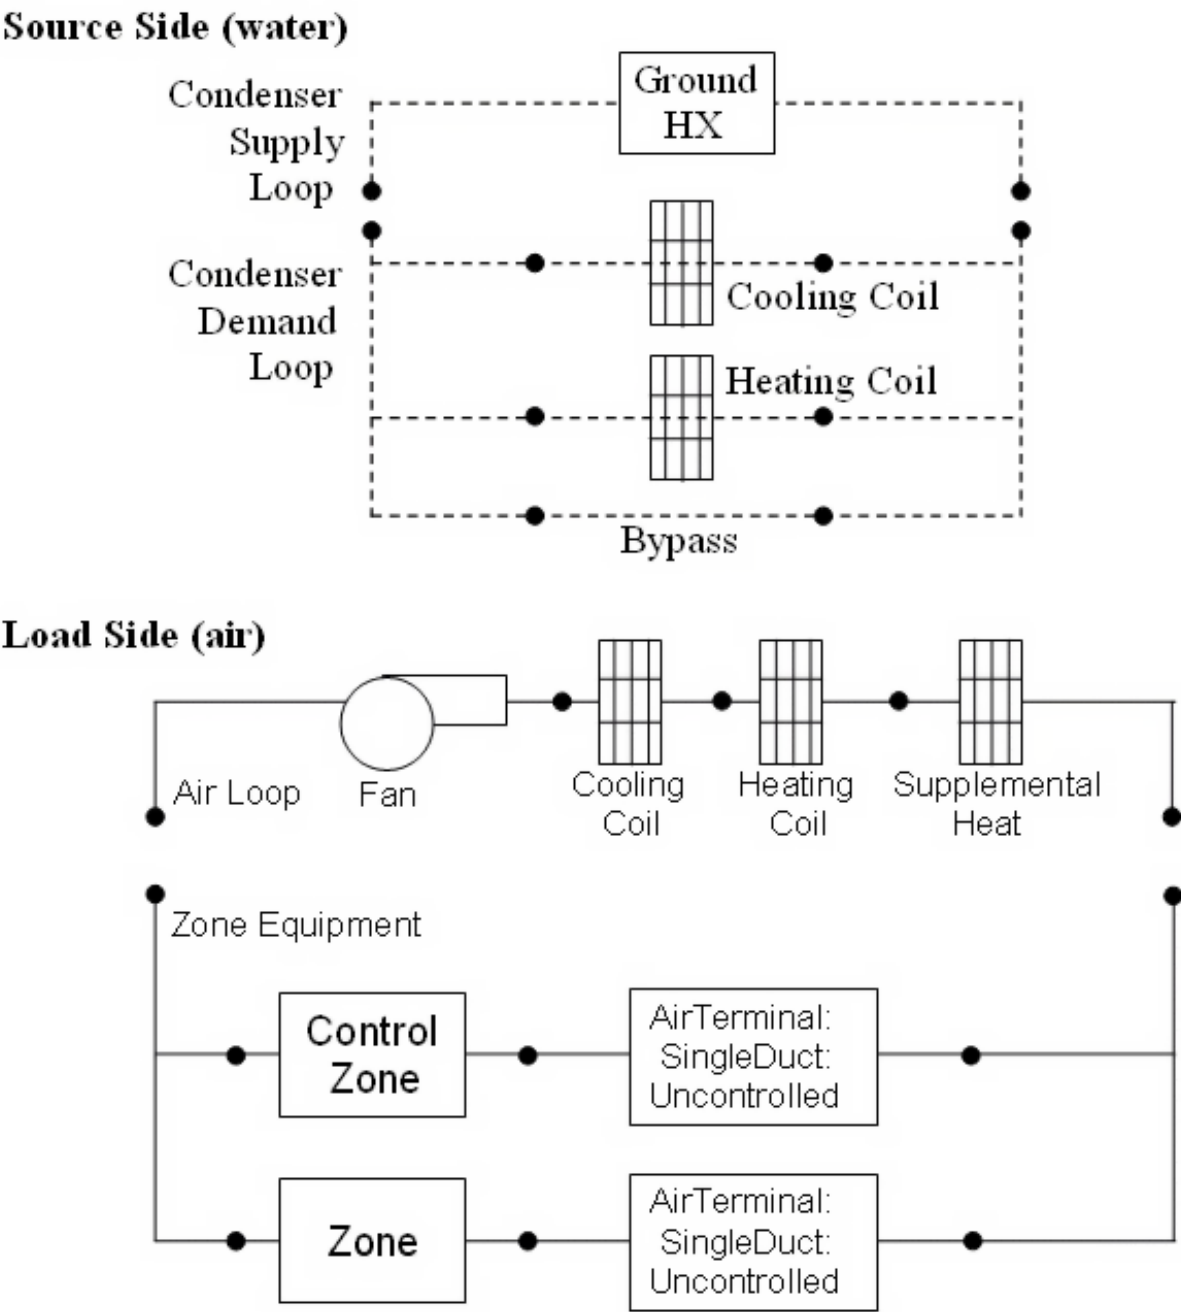 Source Side (water)
Ground
HX
Condenser
Supply
Loop
Condenser
Demand
Loop
Cooling Coil
Heating Coil
Bypass
Load Side (air)
Air Loop
Fan
Cooling
Coil
Heating
Coil
Supplemental
Heat
Zone Equipment
Control
Zone
AirTerminal:
SingleDuct:
Uncontrolled
Zone
AirTerminal:
SingleDuct:
Uncontrolled